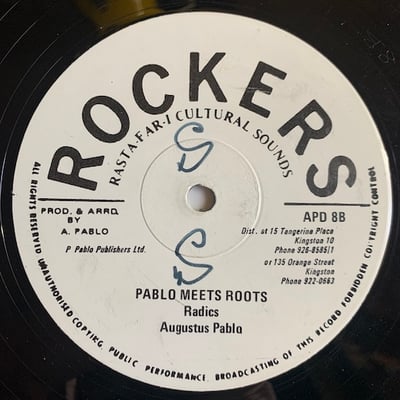 ROCKERS
RASTA-FAR-I CULTURAL SOUNDS
PROD. & ARRD.
BY
A. PABLO
P Pablo Publishers Ltd.
APD 8B
Dist. at 15 Tangerine Place
Kingston 10
Phone 926-8585/1
or 135 Orange Street
Kingston
Phone 922-0663
S
S
PABLO MEETS ROOTS
Radics
Augustus Pablo
ALL RIGHTS RESERVED UNAUTHORISED COPYING, PUBLIC PERFORMANCE, BROADCASTING OF THIS RECORD FORBIDDEN COPYRIGHT CONTROL